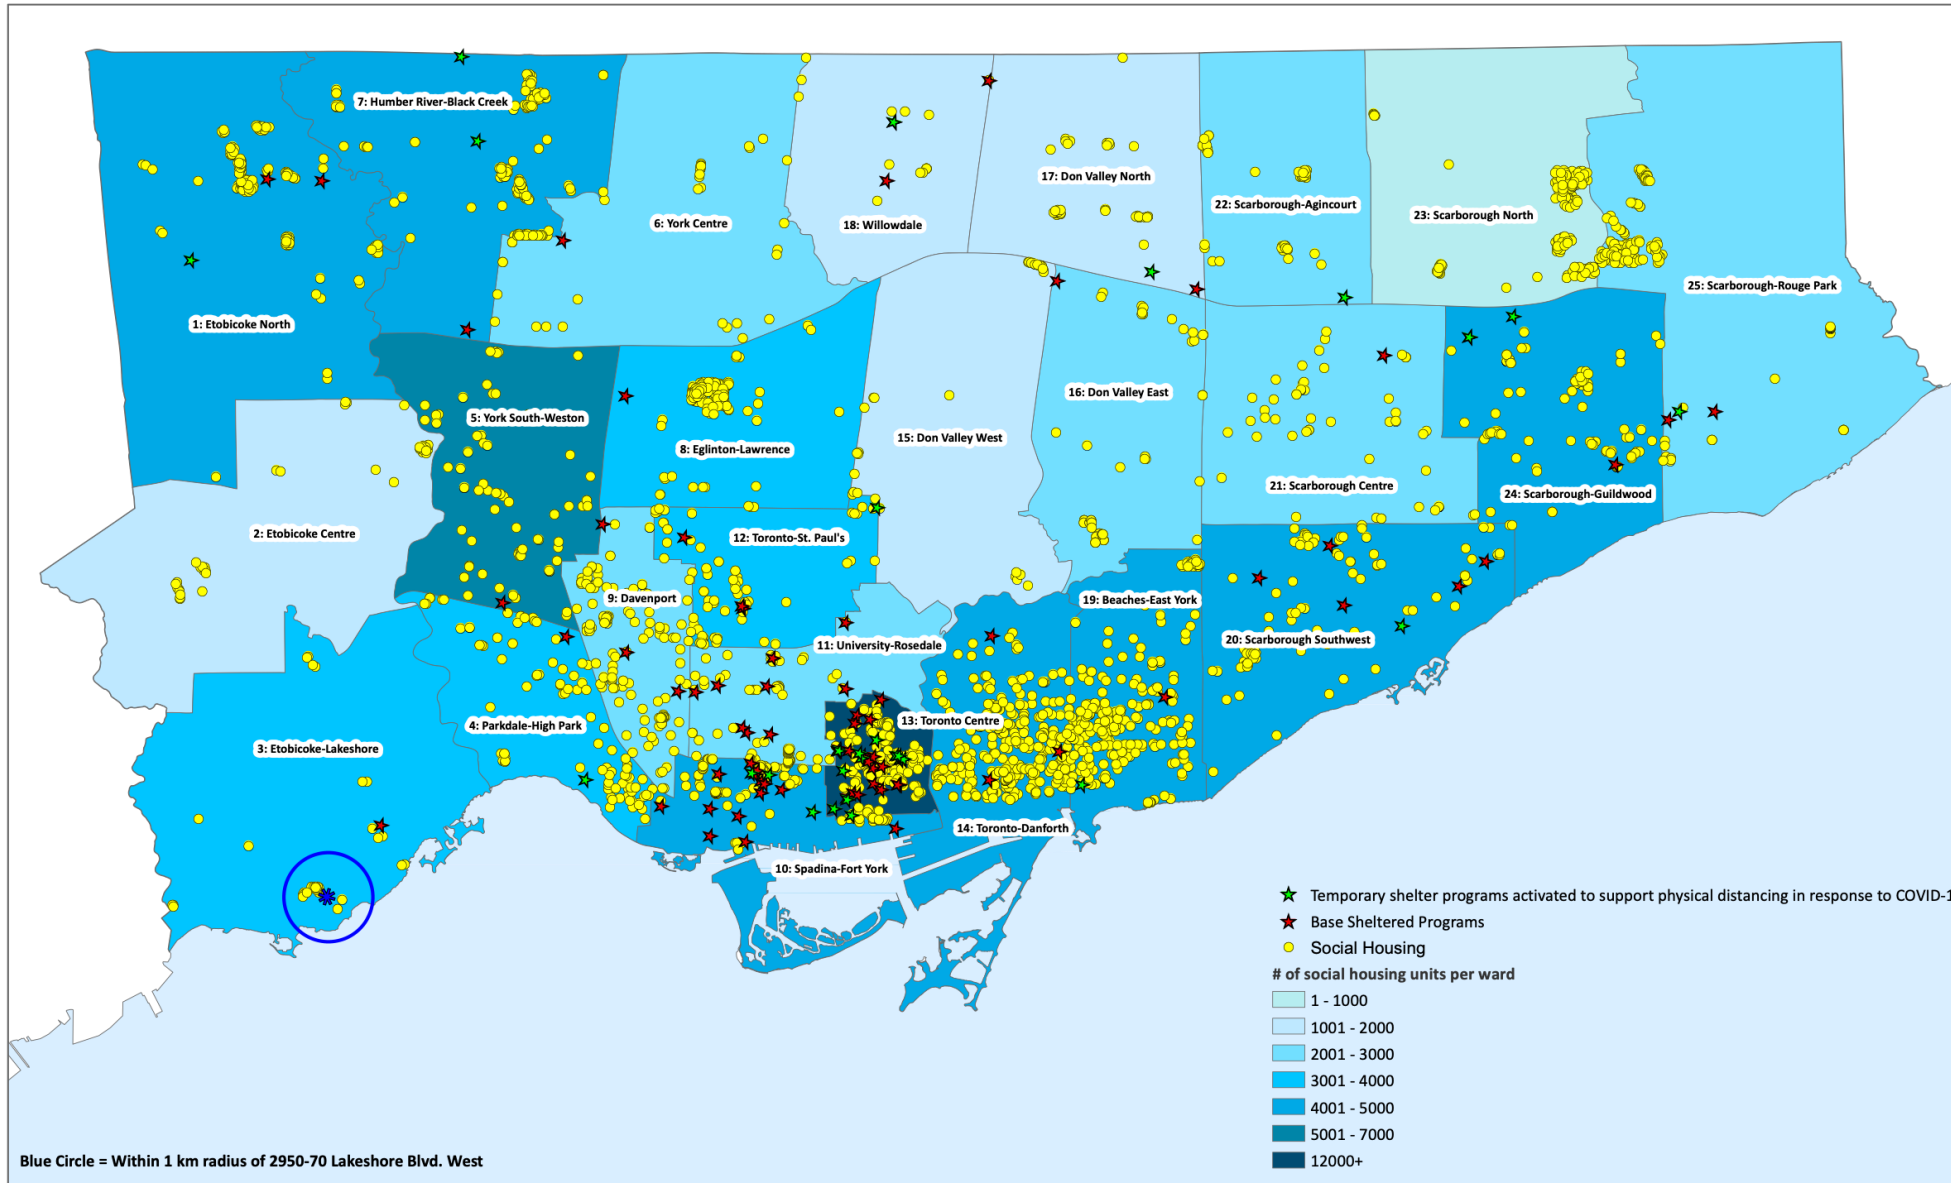 7: Humber River-Black Creek
17: Don Valley North
22: Scarborough-Agincourt
23: Scarborough North
6: York Centre
18: Willowdale
25: Scarborough-Rouge Park
1: Etobicoke North
16: Don Valley East
5: York South-Weston
15: Don Valley West
8: Eglinton-Lawrence
21: Scarborough Centre
24: Scarborough-Guildwood
2: Etobicoke Centre
12: Toronto-St. Paul's
9: Davenport
19: Beaches-East York
20: Scarborough Southwest
11: University-Rosedale
13: Toronto Centre
4: Parkdale-High Park
3: Etobicoke-Lakeshore
14: Toronto-Danforth
10: Spadina-Fort York
Temporary shelter programs activated to support physical distancing in response to COVID-1
Base Sheltered Programs
Social Housing
# of social housing units per ward
1 - 1000
1001 - 2000
2001 - 3000
3001 - 4000
4001 - 5000
5001 - 7000
12000+
Blue Circle = Within 1 km radius of 2950-70 Lakeshore Blvd. West